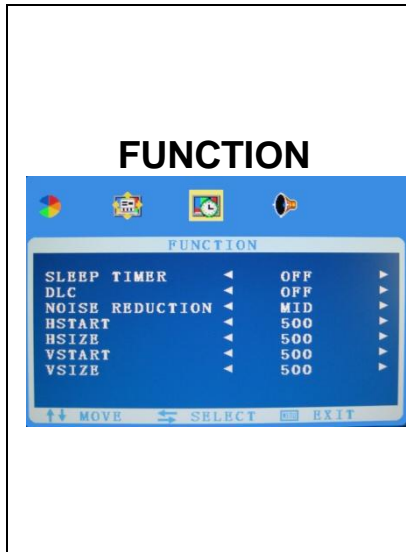 FUNCTION
FUNCTION
SLEEP TIMER ◄ OFF ►
DLC ◄ OFF ►
NOISE REDUCTION ◄ MID ►
HSTART ◄ 500 ►
HSIZE ◄ 500 ►
VSTART ◄ 500 ►
VSIZE ◄ 500 ►
MOVE SELECT MENU EXIT